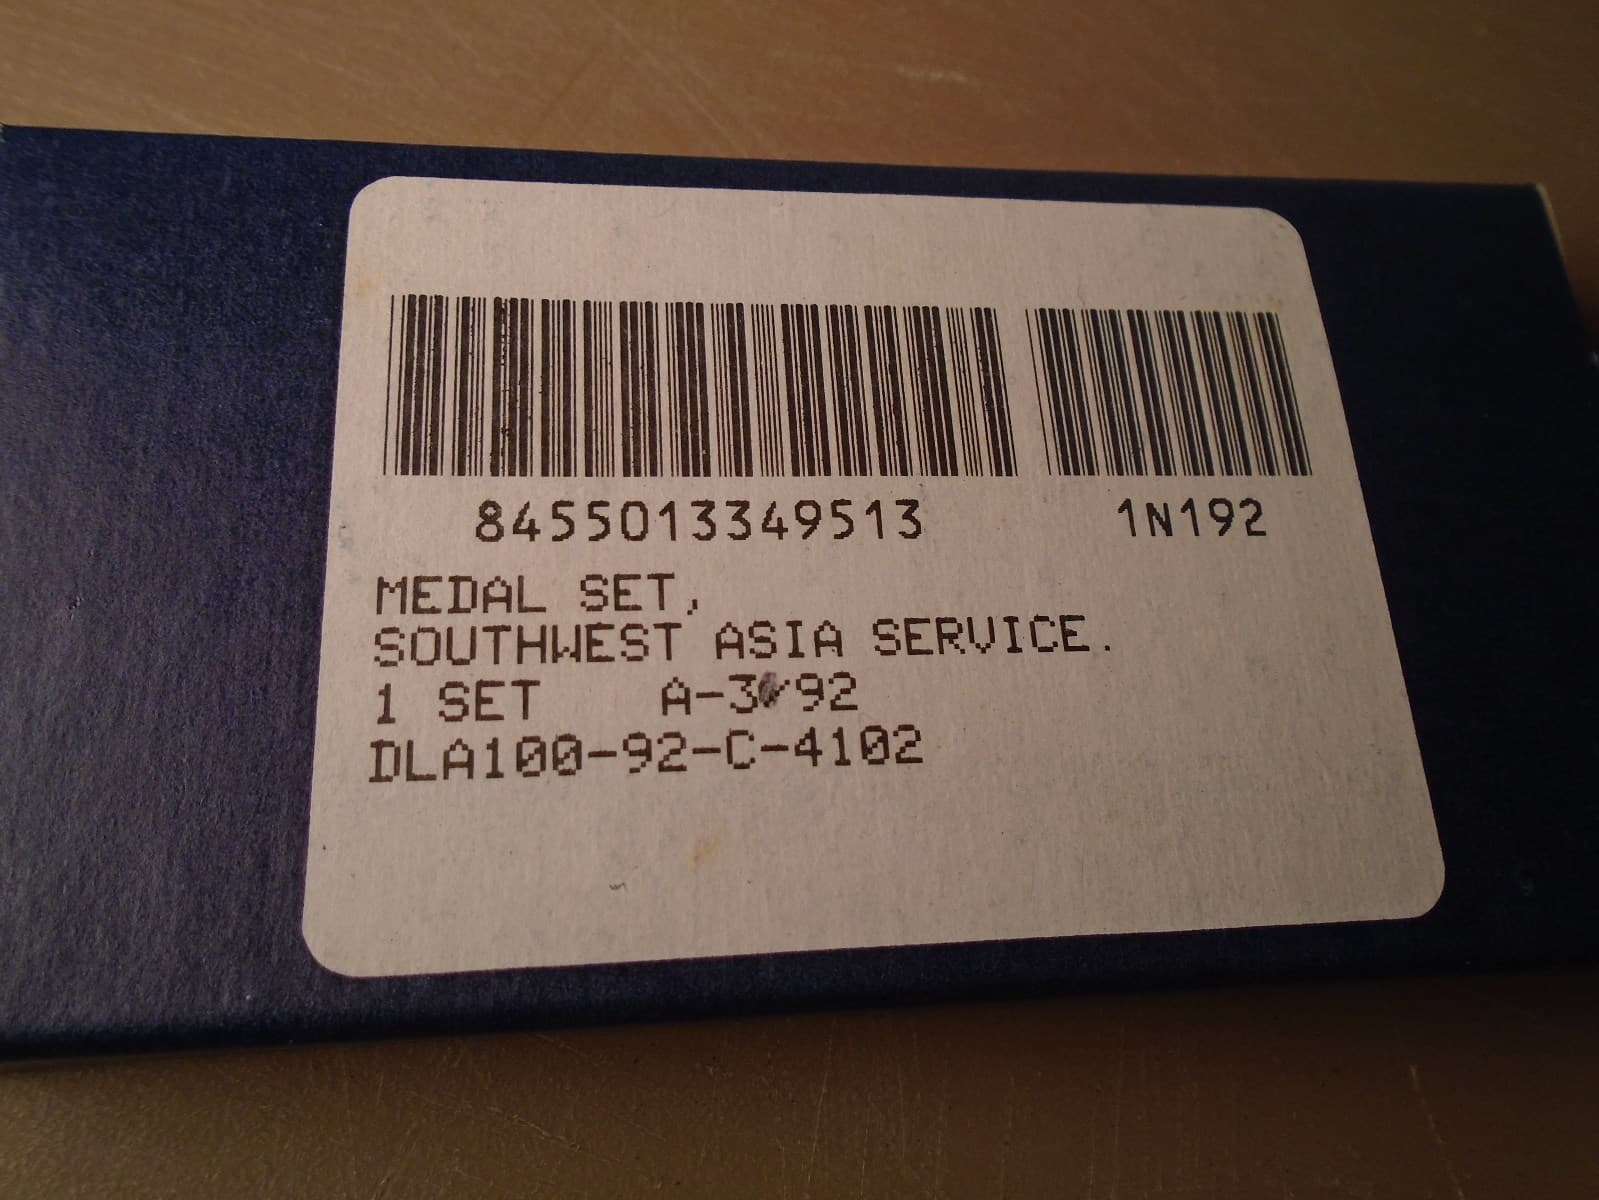 8455013349513 1N192
MEDAL SET,
SOUTHWEST ASIA SERVICE.
1 SET
DLA100-92-C-4102